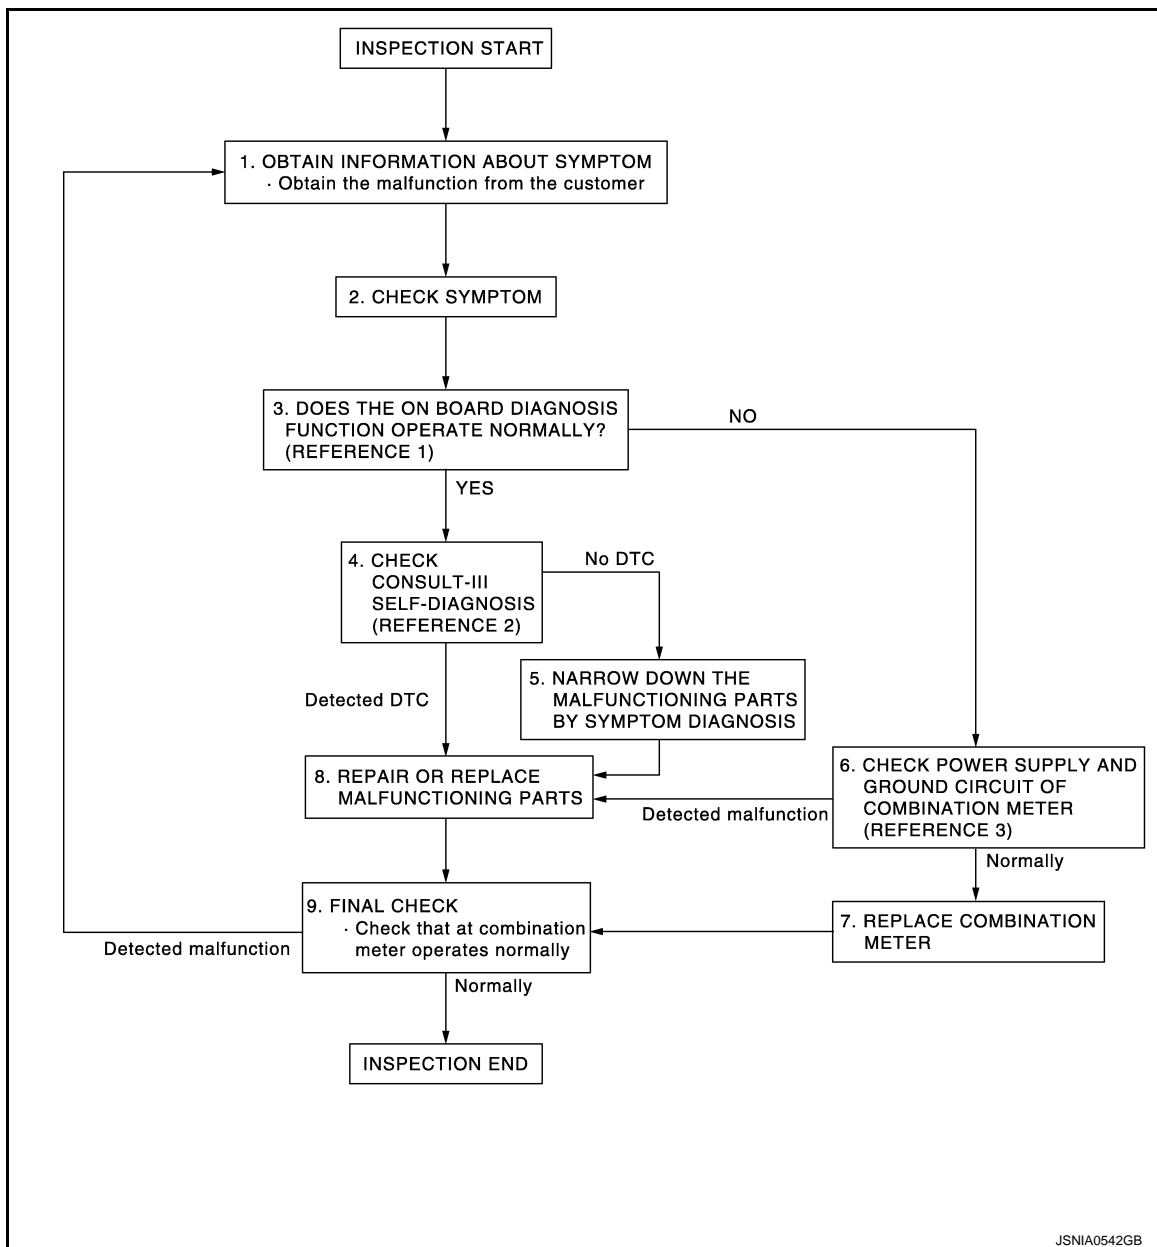 INSPECTION START
1. OBTAIN INFORMATION ABOUT SYMPTOM
· Obtain the malfunction from the customer
2. CHECK SYMPTOM
3. DOES THE ON BOARD DIAGNOSIS
FUNCTION OPERATE NORMALLY?
(REFERENCE 1)
NO
YES
4. CHECK
CONSULT-III
SELF-DIAGNOSIS
(REFERENCE 2)
No DTC
Detected DTC
5. NARROW DOWN THE
MALFUNCTIONING PARTS
BY SYMPTOM DIAGNOSIS
6. CHECK POWER SUPPLY AND
GROUND CIRCUIT OF
COMBINATION METER
(REFERENCE 3)
8. REPAIR OR REPLACE
MALFUNCTIONING PARTS
Detected malfunction
Normally
7. REPLACE COMBINATION
METER
9. FINAL CHECK
· Check that at combination
meter operates normally
Detected malfunction
Normally
INSPECTION END
JSNIA0542GB